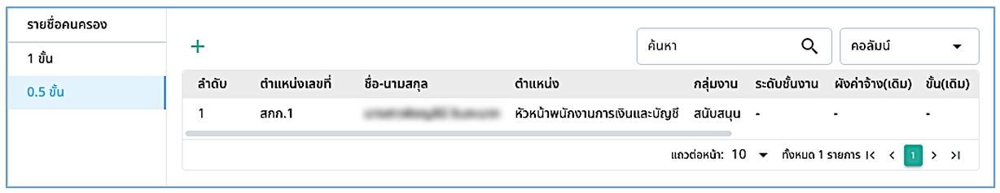 รายชื่อคนครอง
1 ขั้น
0.5 ขั้น
ค้นหา
คอลัมน์
ลำดับ ตำแหน่งเลขที่ ชื่อ-นามสกุล ตำแหน่ง กลุ่มงาน ระดับชั้นงาน ผังค่าจ้าง(เดิม) ขั้น(เดิม)
1 สกก.1 หัวหน้าพนักงานการเงินและบัญชี สนับสนุน - - -
แถวต่อหน้า: 10 ทั้งหมด 1 รายการ 1